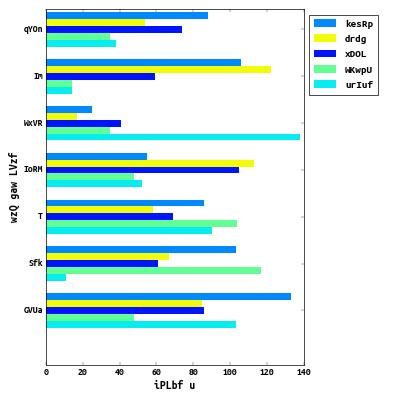 qYOn
Im
WxVR
IoRM
T
Sfk
GVUa
wzQ gaw LVzf
0 20 40 60 80 100 120 140
iPLbf u
kesRp
drdg
xDOL
WKwpU
urIuf